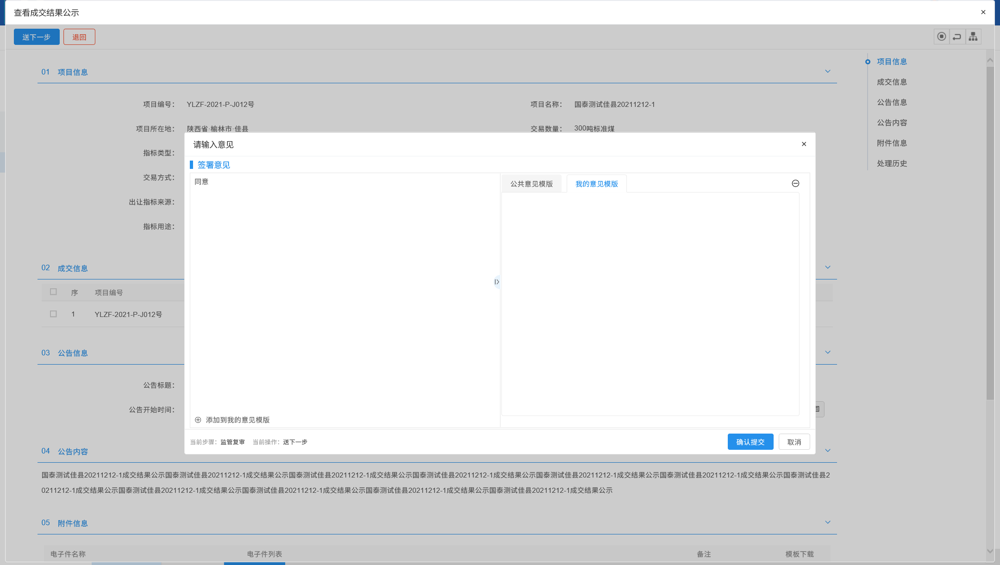 查看成交结果公示
送下一步 退回
01 项目信息
项目编号： YLZF-2021-P-J012号 项目名称： 国泰测试佳县20211212-1
项目所在地： 陕西省·榆林市·佳县 交易数量： 300吨标准煤
指标类型：
交易方式：
出让指标来源：
指标用途：
02 成交信息
序 项目编号
1 YLZF-2021-P-J012号
03 公告信息
公告标题：
公告开始时间：
04 公告内容
国泰测试佳县20211212-1成交结果公示国泰测试佳县20211212-1成交结果公示国泰测试佳县20211212-1成交结果公示国泰测试佳县20211212-1成交结果公示国泰测试佳县20211212-1成交结果公示国泰测试佳县20211212-1成交结果公示国泰测试佳县2
0211212-1成交结果公示国泰测试佳县20211212-1成交结果公示国泰测试佳县20211212-1成交结果公示国泰测试佳县20211212-1成交结果公示国泰测试佳县20211212-1成交结果公示
05 附件信息
电子件名称 电子件列表 备注 模板下载
项目信息
成交信息
公告信息
公告内容
附件信息
处理历史
请输入意见
签署意见
同意
公共意见模版 我的意见模版
添加到我的意见模版
当前步骤：监管复审 当前操作：送下一步
确认提交 取消